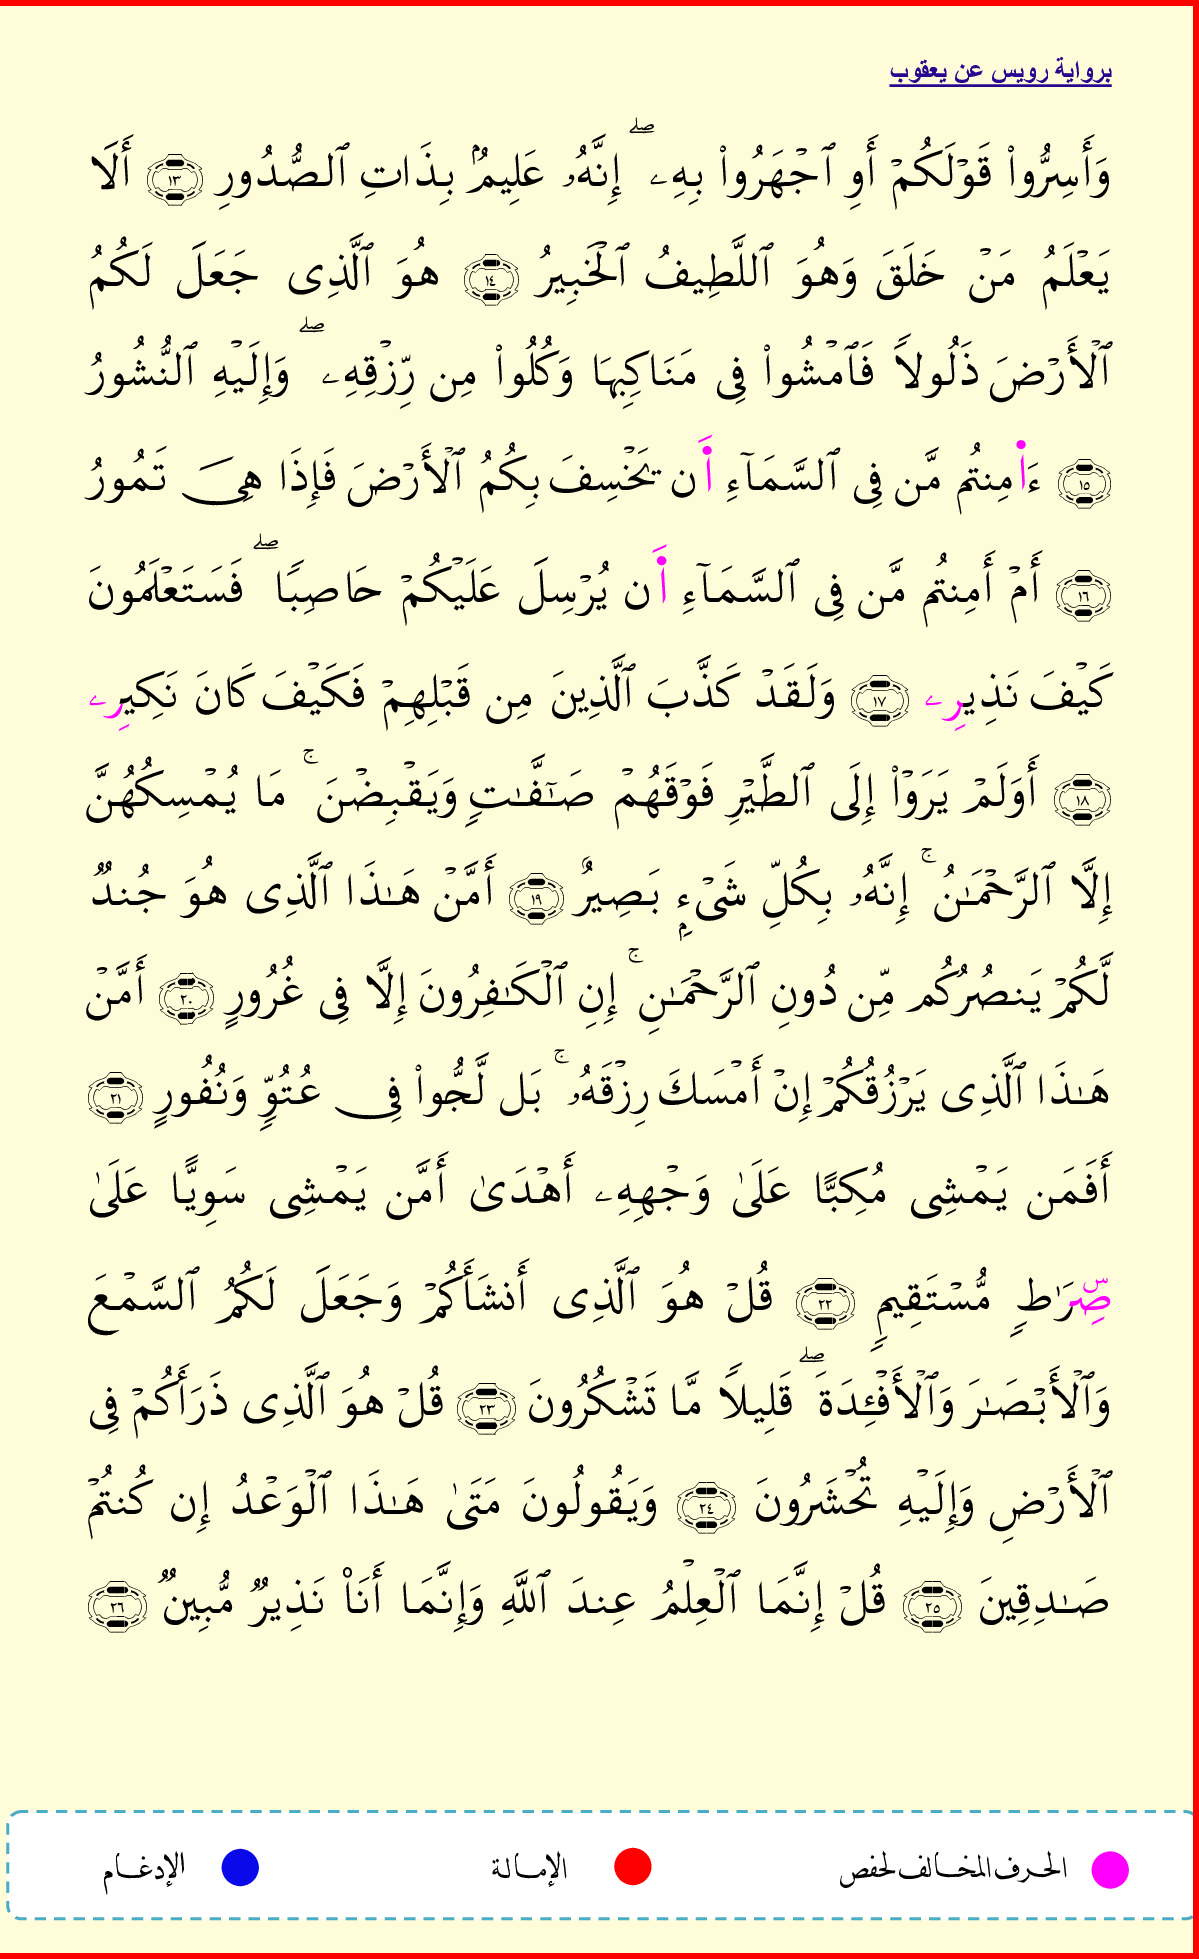 برواية رويس عن يعقوب
وَأَسِرُّوا۟ قَوۡلَكُمۡ أَوِ ٱجۡهَرُوا۟ بِهِۦۖ إِنَّهُۥ عَلِيمُۢ بِذَاتِ ٱلصُّدُورِ ١٣ أَلَا
يَعۡلَمُ مَنۡ خَلَقَ وَهُوَ ٱللَّطِيفُ ٱلۡخَبِيرُ ١٤ هُوَ ٱلَّذِى جَعَلَ لَكُمُ
ٱلۡأَرۡضَ ذَلُولًا فَٱمۡشُوا۟ فِى مَنَاكِبِهَا وَكُلُوا۟ مِن رِّزۡقِهِۦۖ وَإِلَيۡهِ ٱلنُّشُورُ
١٥ ءَا۬مِنتُم مَّن فِى ٱلسَّمَآءِ أَ۬ن يَخۡسِفَ بِكُمُ ٱلۡأَرۡضَ فَإِذَا هِىَ تَمُورُ
١٦ أَمۡ أَمِنتُم مَّن فِى ٱلسَّمَآءِ أَ۬ن يُرۡسِلَ عَلَيۡكُمۡ حَاصِبًاۖ فَسَتَعۡلَمُونَ
كَيۡفَ نَذِيرِۦ ١٧ وَلَقَدۡ كَذَّبَ ٱلَّذِينَ مِن قَبۡلِهِمۡ فَكَيۡفَ كَانَ نَكِيرِۦ
١٨ أَوَلَمۡ يَرَوۡا۟ إِلَى ٱلطَّيۡرِ فَوۡقَهُمۡ صَـٰٓفَّـٰتٍ وَيَقۡبِضۡنَۚ مَا يُمۡسِكُهُنَّ
إِلَّا ٱلرَّحۡمَـٰنُۚ إِنَّهُۥ بِكُلِّ شَىۡءِۭ بَصِيرٌ ١٩ أَمَّنۡ هَـٰذَا ٱلَّذِى هُوَ جُندٌ
لَّكُمۡ يَنصُرُكُم مِّن دُونِ ٱلرَّحۡمَـٰنِۚ إِنِ ٱلۡكَـٰفِرُونَ إِلَّا فِى غُرُورٍ ٢٠ أَمَّنۡ
هَـٰذَا ٱلَّذِى يَرۡزُقُكُمۡ إِنۡ أَمۡسَكَ رِزۡقَهُۥۚ بَل لَّجُّوا۟ فِى عُتُوٍّ وَنُفُورٍ ٢١
أَفَمَن يَمۡشِى مُكِبًّا عَلَىٰ وَجۡهِهِۦ أَهۡدَىٰ أَمَّن يَمۡشِى سَوِيًّا عَلَىٰ
صِّرَٰطٍ مُّسۡتَقِيمٍ ٢٢ قُلۡ هُوَ ٱلَّذِى أَنشَأَكُمۡ وَجَعَلَ لَكُمُ ٱلسَّمۡعَ
وَٱلۡأَبۡصَـٰرَ وَٱلۡأَفۡـِٔدَةَۖ قَلِيلًا مَّا تَشۡكُرُونَ ٢٣ قُلۡ هُوَ ٱلَّذِى ذَرَأَكُمۡ فِى
ٱلۡأَرۡضِ وَإِلَيۡهِ تُحۡشَرُونَ ٢٤ وَيَقُولُونَ مَتَىٰ هَـٰذَا ٱلۡوَعۡدُ إِن كُنتُمۡ
صَـٰدِقِينَ ٢٥ قُلۡ إِنَّمَا ٱلۡعِلۡمُ عِندَ ٱللَّهِ وَإِنَّمَا أَنَا۠ نَذِيرٌ مُّبِينٌ ٢٦
الحرف المخالف لحفص الإمالة الإدغام